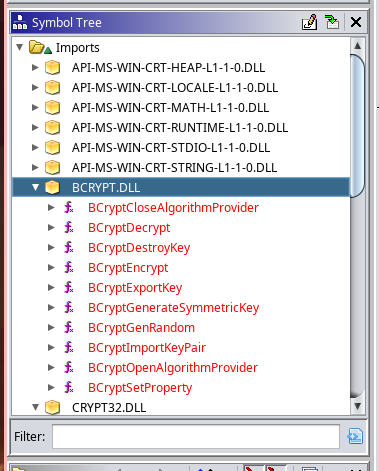 Symbol Tree
Imports
API-MS-WIN-CRT-HEAP-L1-1-0.DLL
API-MS-WIN-CRT-LOCALE-L1-1-0.DLL
API-MS-WIN-CRT-MATH-L1-1-0.DLL
API-MS-WIN-CRT-RUNTIME-L1-1-0.DLL
API-MS-WIN-CRT-STDIO-L1-1-0.DLL
API-MS-WIN-CRT-STRING-L1-1-0.DLL
BCRYPT.DLL
BCryptCloseAlgorithmProvider
BCryptDecrypt
BCryptDestroyKey
BCryptEncrypt
BCryptExportKey
BCryptGenerateSymmetricKey
BCryptGenRandom
BCryptImportKeyPair
BCryptOpenAlgorithmProvider
BCryptSetProperty
CRYPT32.DLL
Filter: